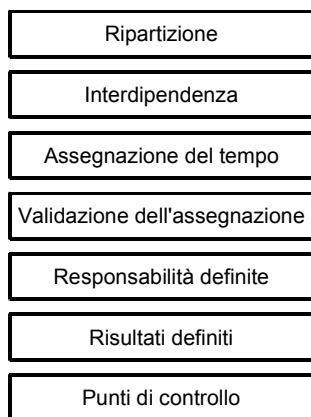 Ripartizione
Interdipendenza
Assegnazione del tempo
Validazione dell'assegnazione
Responsabilità definite
Risultati definiti
Punti di controllo